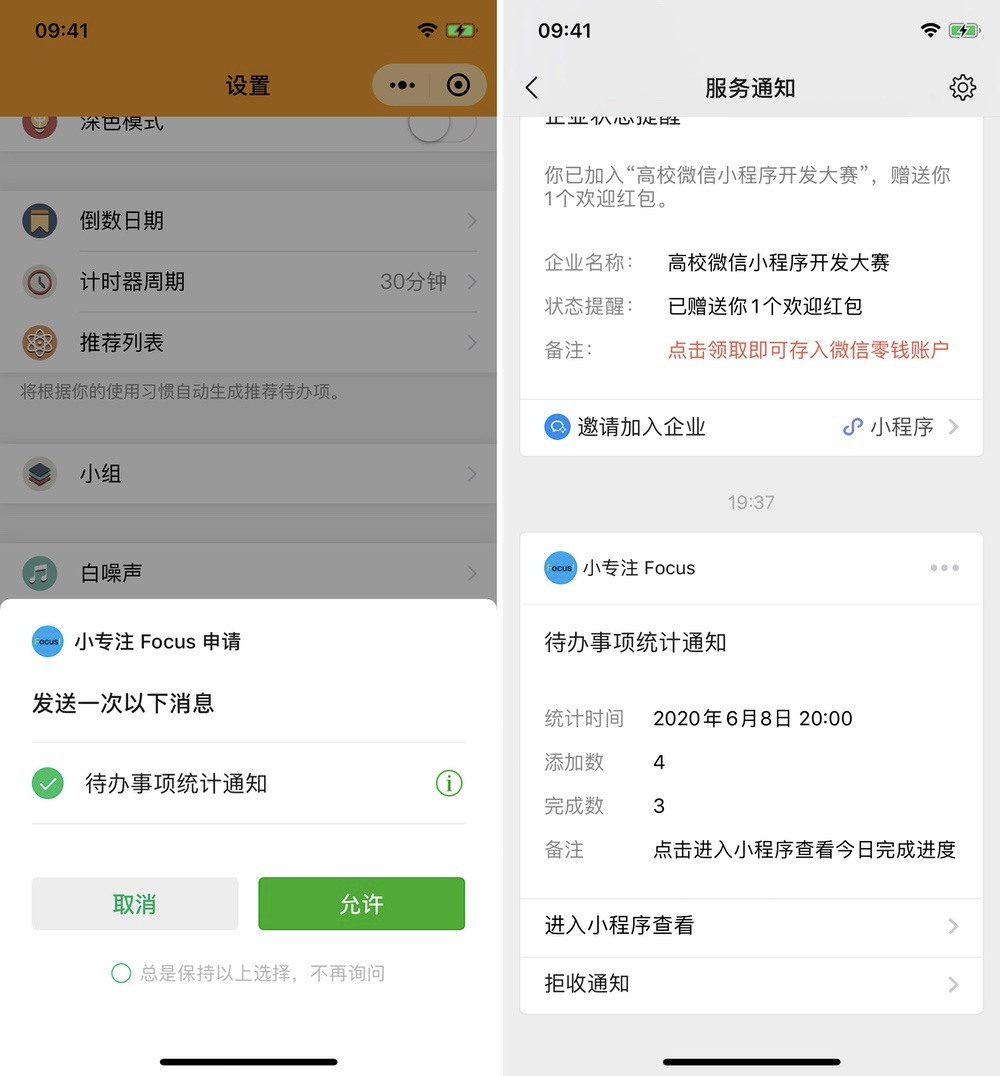 09:41
设置
深色模式
倒数日期
计时器周期
30分钟
推荐列表
将根据你的使用习惯自动生成推荐待办项。
小组
白噪声
Focus
小专注 Focus 申请
发送一次以下消息
待办事项统计通知
取消
允许
总是保持以上选择，不再询问
09:41
服务通知
企业状态提醒
你已加入“高校微信小程序开发大赛”，赠送你
1个欢迎红包。
企业名称：
高校微信小程序开发大赛
状态提醒：
已赠送你1个欢迎红包
备注：
点击领取即可存入微信零钱账户
邀请加入企业
小程序
19:37
Focus
小专注 Focus
待办事项统计通知
统计时间
2020年6月8日 20:00
添加数
4
完成数
3
备注
点击进入小程序查看今日完成进度
进入小程序查看
拒收通知